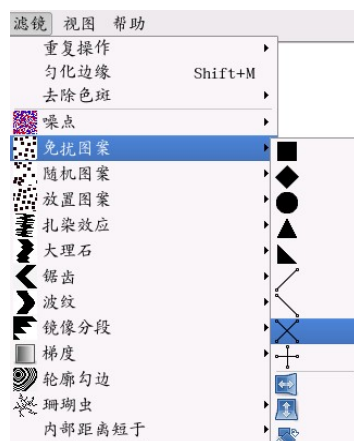 滤镜 视图 帮助
重复操作
匀化边缘 Shift+M
去除色斑
噪点
免扰图案
随机图案
放置图案
扎染效应
大理石
锯齿
波纹
镜像分段
梯度
轮廓勾边
珊瑚虫
内部距离短于